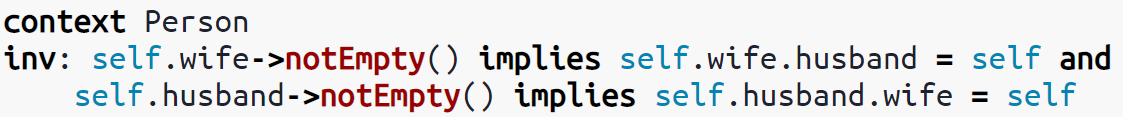 context Person
inv: self.wife->notEmpty() implies self.wife.husband = self and
self.husband->notEmpty() implies self.husband.wife = self